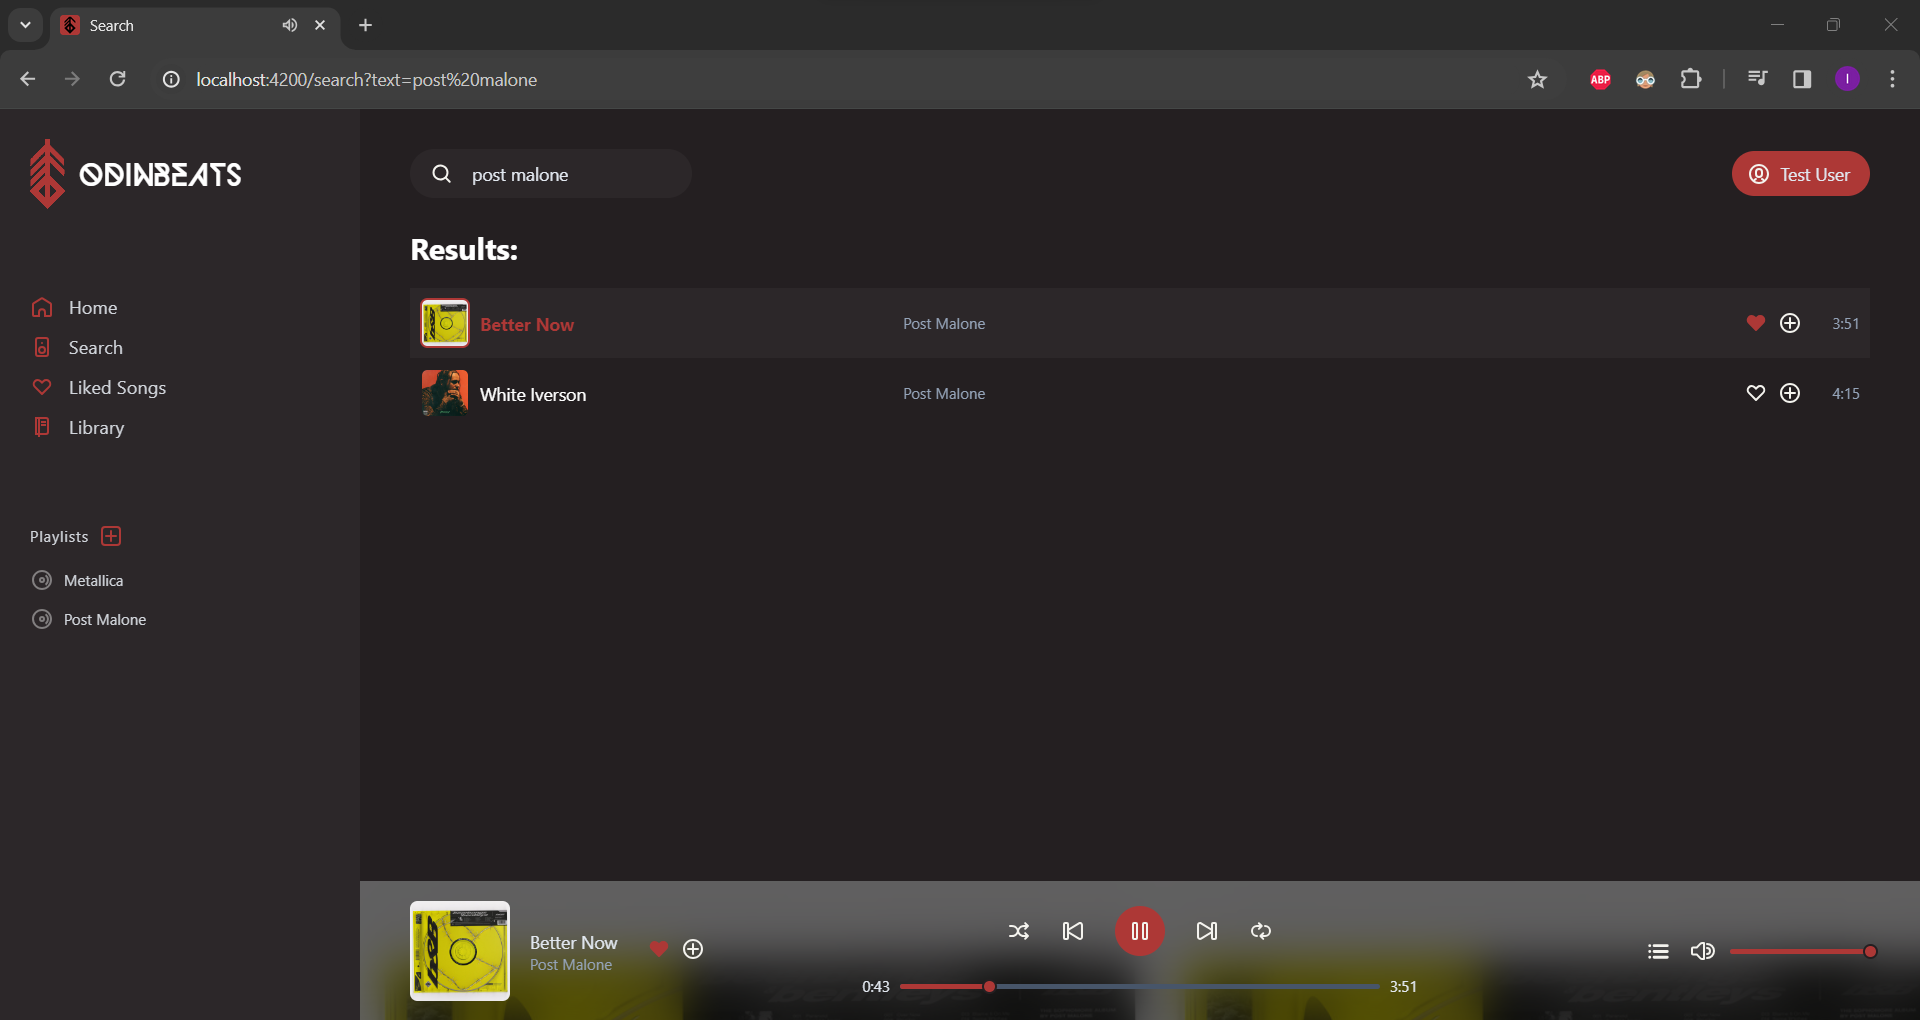 Search
localhost:4200/search?text=post%20malone
ABP
I
ODINBEATS
post malone
Test User
Results:
Home
Search
Liked Songs
Library
Playlists
Metallica
Post Malone
Better Now
Post Malone
3:51
White Iverson
Post Malone
4:15
Better Now
Post Malone
0:43
3:51